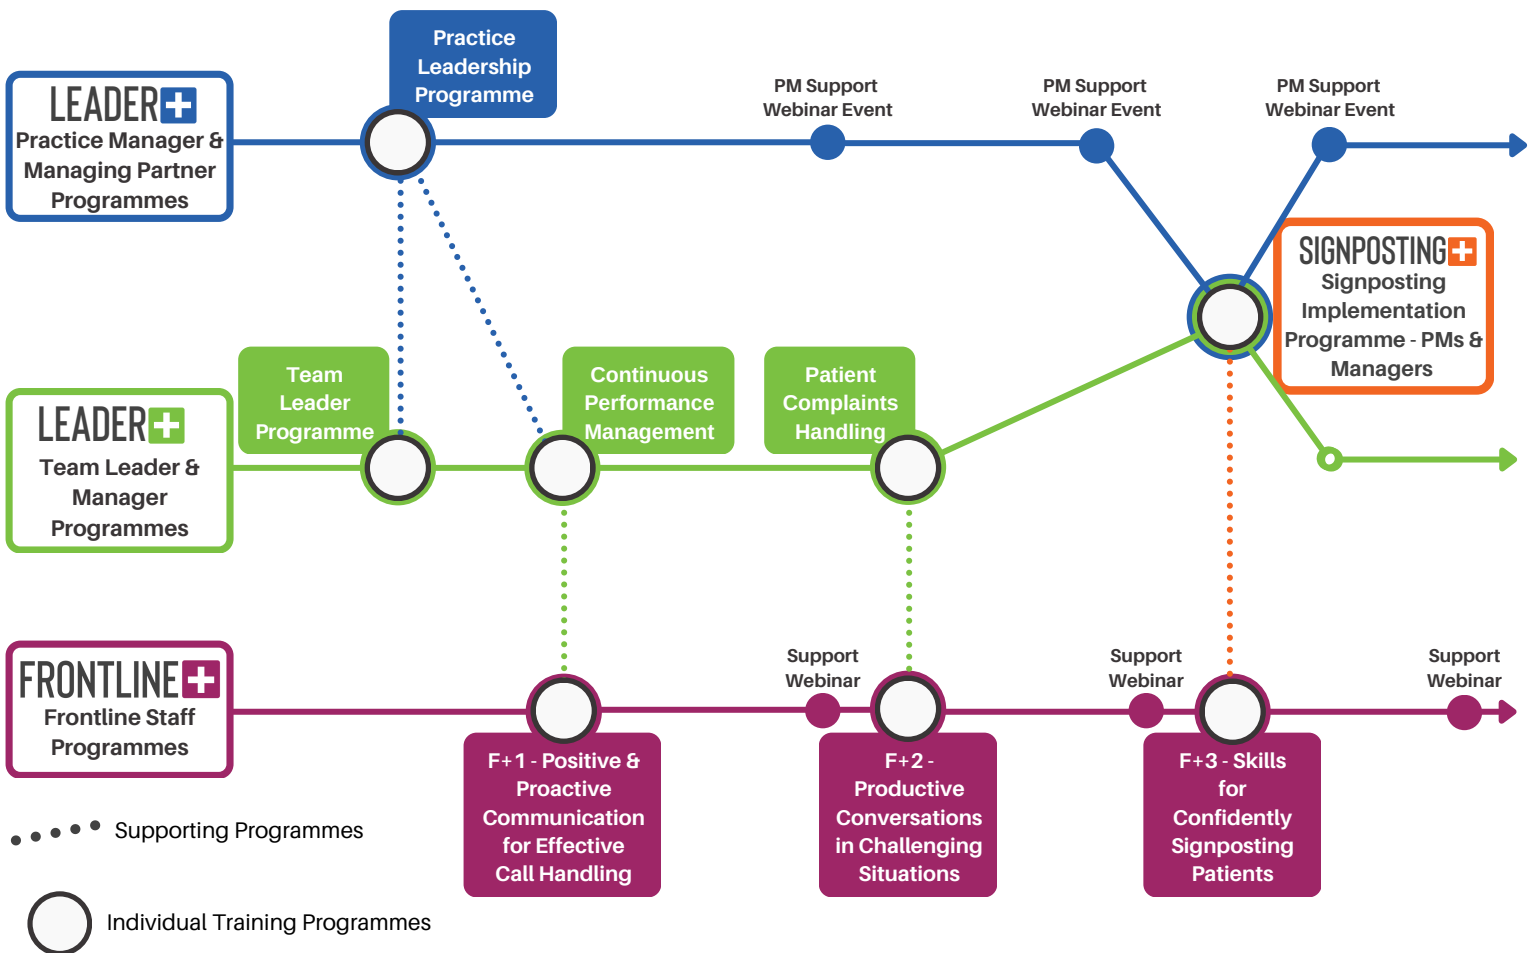 Practice
Leadership
Programme
LEADER+
Practice Manager &
Managing Partner
Programmes
PM Support
Webinar Event
PM Support
Webinar Event
PM Support
Webinar Event
SIGNPOSTING+
Signposting
Implementation
Programme - PMs &
Managers
Team
Leader
Programme
Continuous
Performance
Management
Patient
Complaints
Handling
LEADER+
Team Leader &
Manager
Programmes
FRONTLINE+
Frontline Staff
Programmes
Support
Webinar
Support
Webinar
Support
Webinar
F+1 - Positive &
Proactive
Communication
for Effective
Call Handling
F+2 -
Productive
Conversations
in Challenging
Situations
F+3 - Skills
for
Confidently
Signposting
Patients
Supporting Programmes
Individual Training Programmes